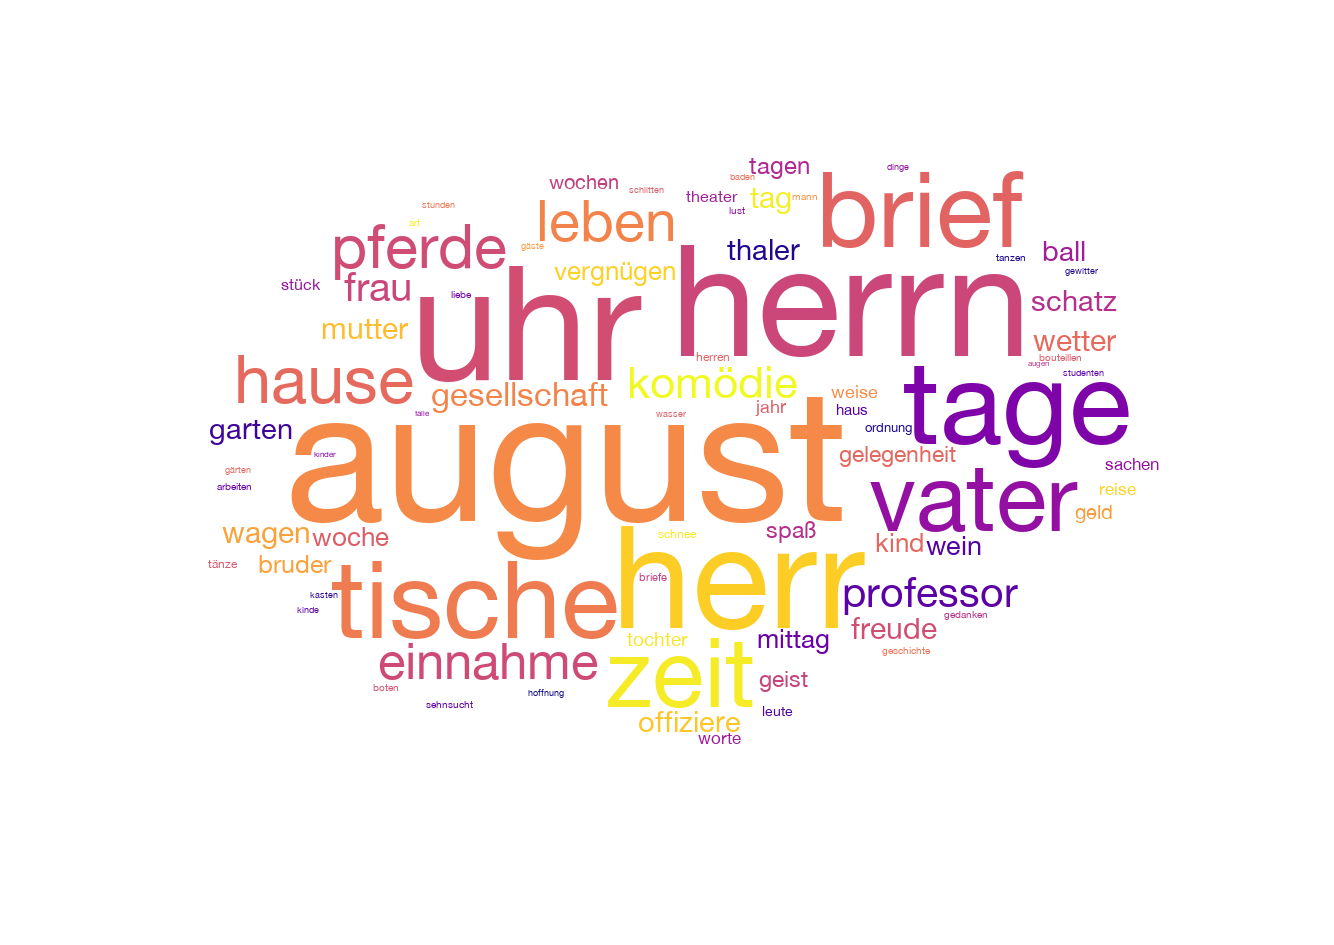 tagen
dinge
baden
wochen
schlitten
theater
tag
mann
brief
stunden
lust
art
leben
pferde
gäste
thaler
tanzen
ball
vergnügen
gewitter
stück
frau
liebe
uhr
herrn
schatz
mutter
wetter
herren
bouteillen
augen
studenten
hause
gesellschaft
komödie
weise
tage
fälle
wasser
jahr
haus
garten
ordnung
kinder
august
gelegenheit
sachen
gärten
arbeiten
vater
reise
geld
wagen
woche
schnee
spaß
kind
wein
tänze
bruder
herr
briefe
kasten
kinde
tische
professor
gedanken
tochter
mittag
freude
geschichte
einnahme
zeit
geist
boten
hoffnung
sehnsucht
offiziere
leute
worte